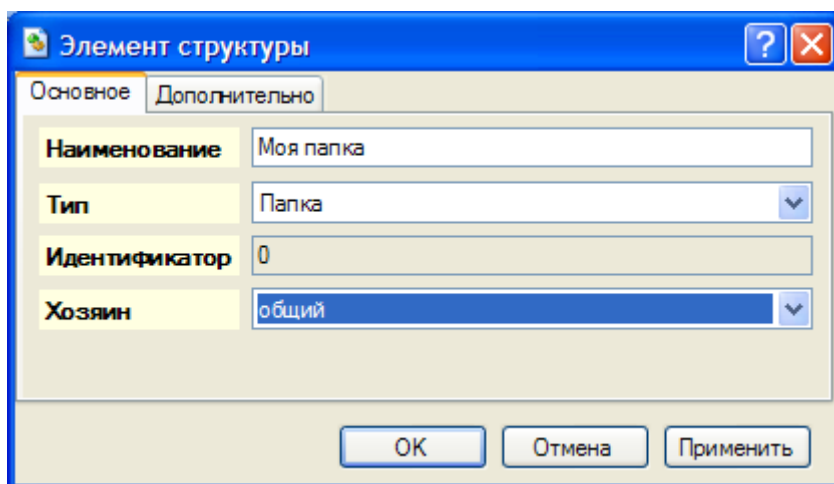 Элемент структуры
Основное Дополнительно
Наименование Моя папка
Тип Папка
Идентификатор 0
Хозяин общий
OK Отмена Применить